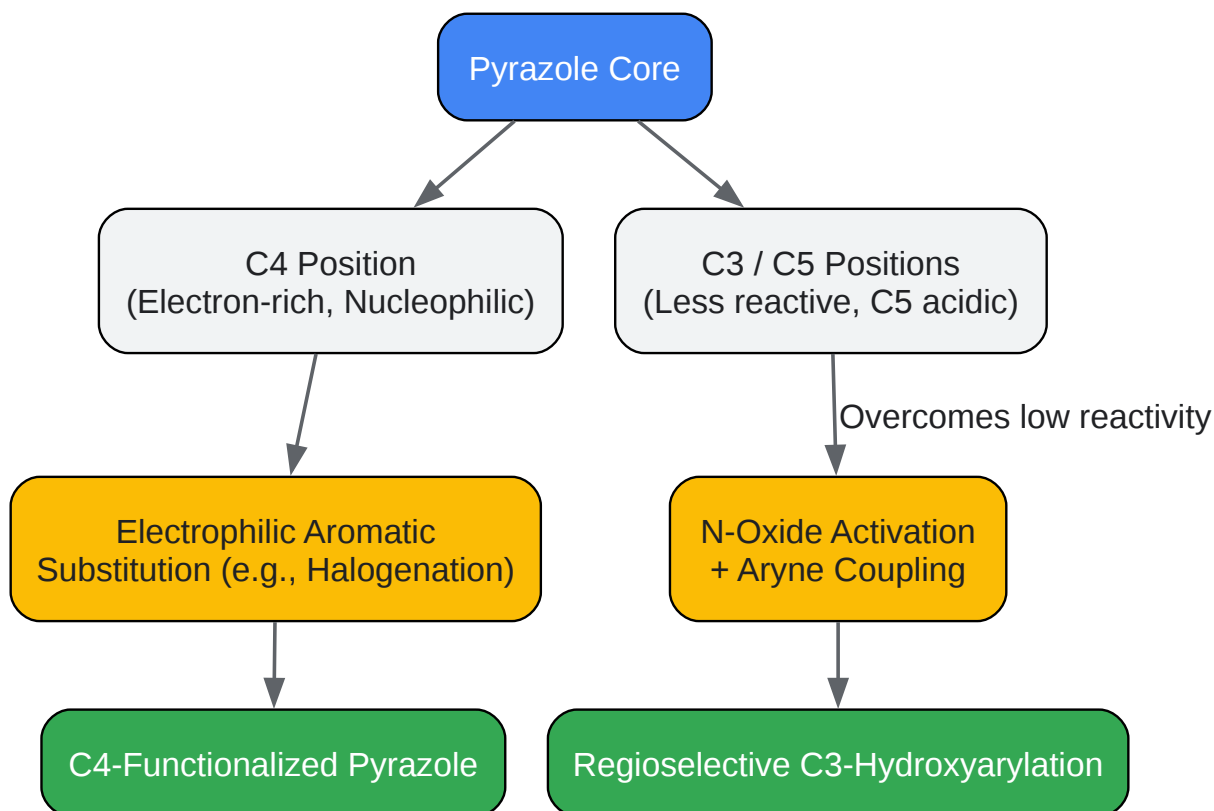 Pyrazole Core
C4 Position
(Electron-rich, Nucleophilic)
C3 / C5 Positions
(Less reactive, C5 acidic)
Overcomes low reactivity
Electrophilic Aromatic
Substitution (e.g., Halogenation)
N-Oxide Activation
+ Aryne Coupling
C4-Functionalized Pyrazole
Regioselective C3-Hydroxyarylation